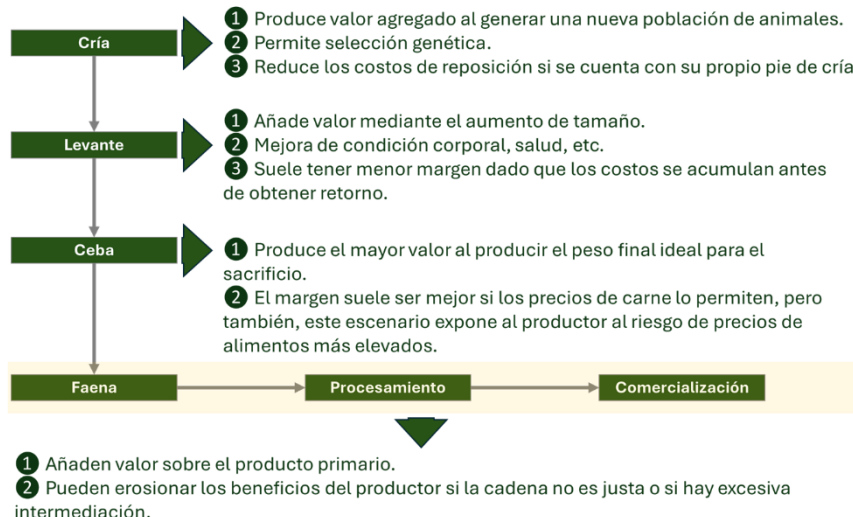 Cría
❶ Produce valor agregado al generar una nueva población de animales.
❷ Permite selección genética.
❸ Reduce los costos de reposición si se cuenta con su propio pie de cría
Levante
❶ Añade valor mediante el aumento de tamaño.
❷ Mejora de condición corporal, salud, etc.
❸ Suele tener menor margen dado que los costos se acumulan antes
de obtener retorno.
Ceba
❶ Produce el mayor valor al producir el peso final ideal para el
sacrificio.
❷ El margen suele ser mejor si los precios de carne lo permiten, pero
también, este escenario expone al productor al riesgo de precios de
alimentos más elevados.
Faena
Procesamiento
Comercialización
❶ Añaden valor sobre el producto primario.
❷ Pueden erosionar los beneficios del productor si la cadena no es justa o si hay excesiva
intermediación.